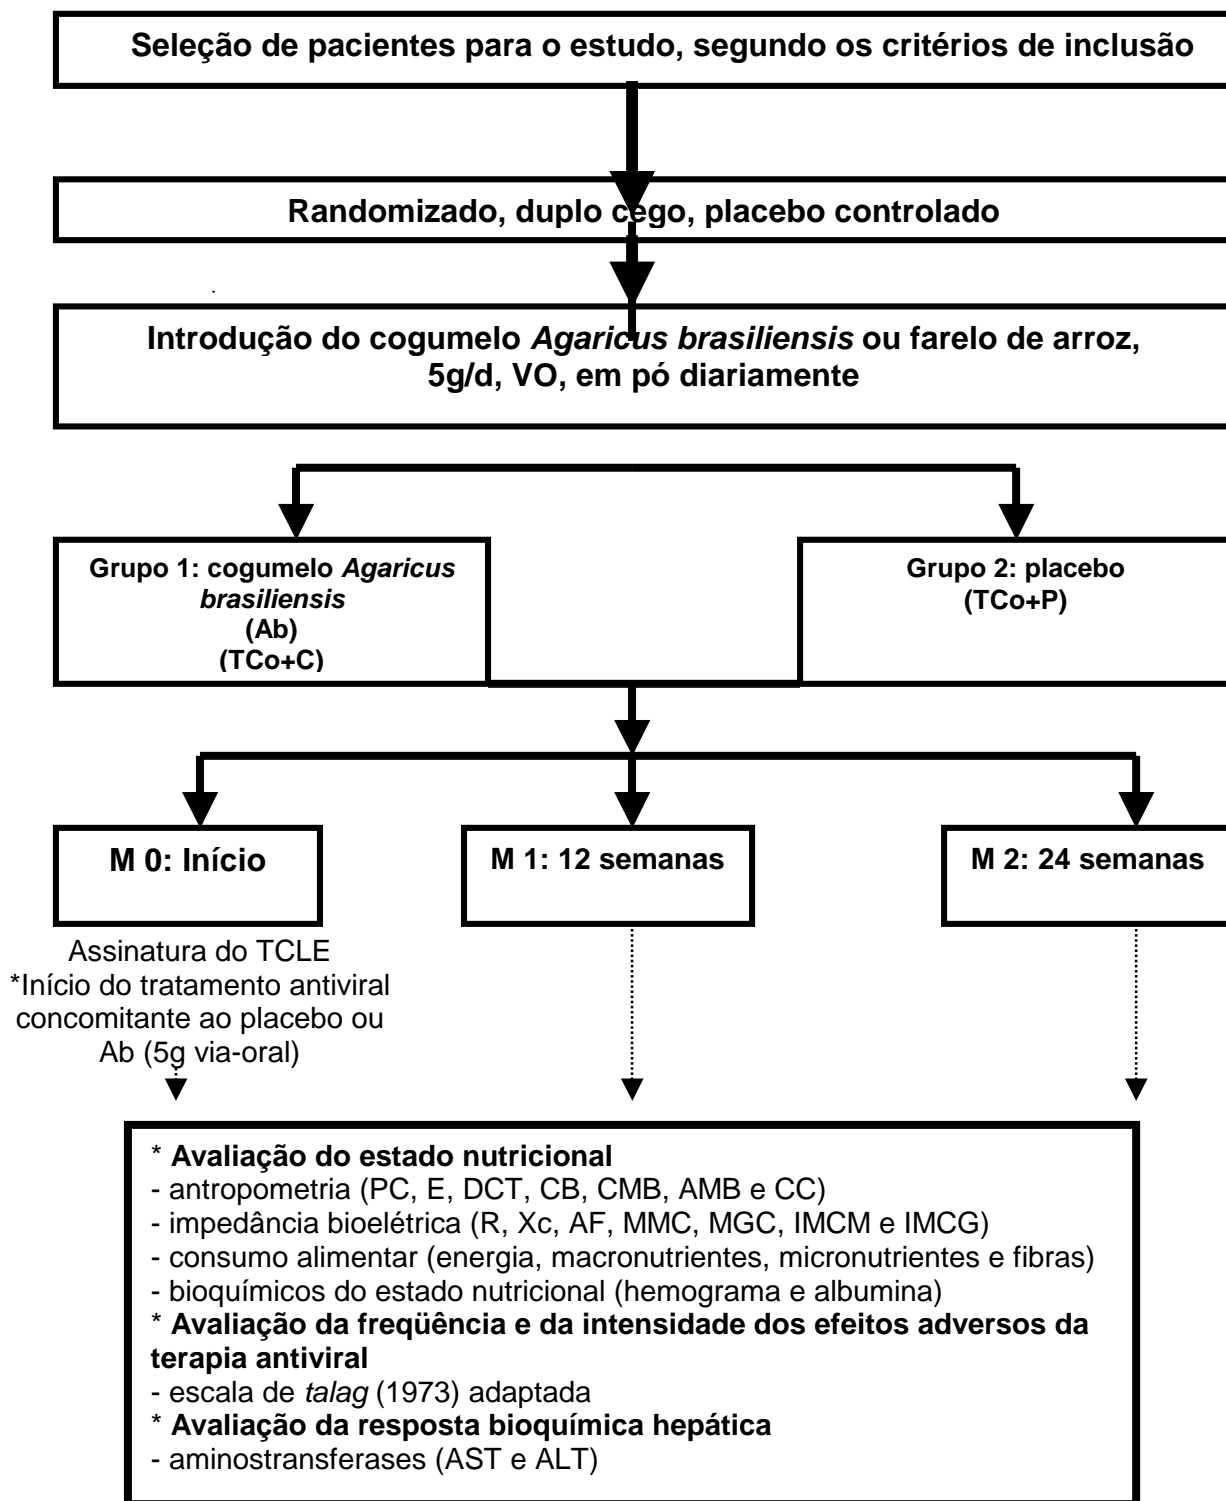 Seleção de pacientes para o estudo, segundo os critérios de inclusão
Randomizado, duplo cego, placebo controlado
Introdução do cogumelo Agaricus brasiliensis ou farelo de arroz,
5g/d, VO, em pó diariamente
Grupo 1: cogumelo Agaricus
brasiliensis
(Ab)
(TCo+C)
Grupo 2: placebo
(TCo+P)
M 0: Início
M 1: 12 semanas
M 2: 24 semanas
Assinatura do TCLE
*Início do tratamento antiviral
concomitante ao placebo ou
Ab (5g via-oral)
* Avaliação do estado nutricional
- antropometria (PC, E, DCT, CB, CMB, AMB e CC)
- impedância bioelétrica (R, Xc, AF, MMC, MGC, IMCM e IMCG)
- consumo alimentar (energia, macronutrientes, micronutrientes e fibras)
- bioquímicos do estado nutricional (hemograma e albumina)
* Avaliação da freqüência e da intensidade dos efeitos adversos da
terapia antiviral
- escala de talag (1973) adaptada
* Avaliação da resposta bioquímica hepática
- aminostransferases (AST e ALT)